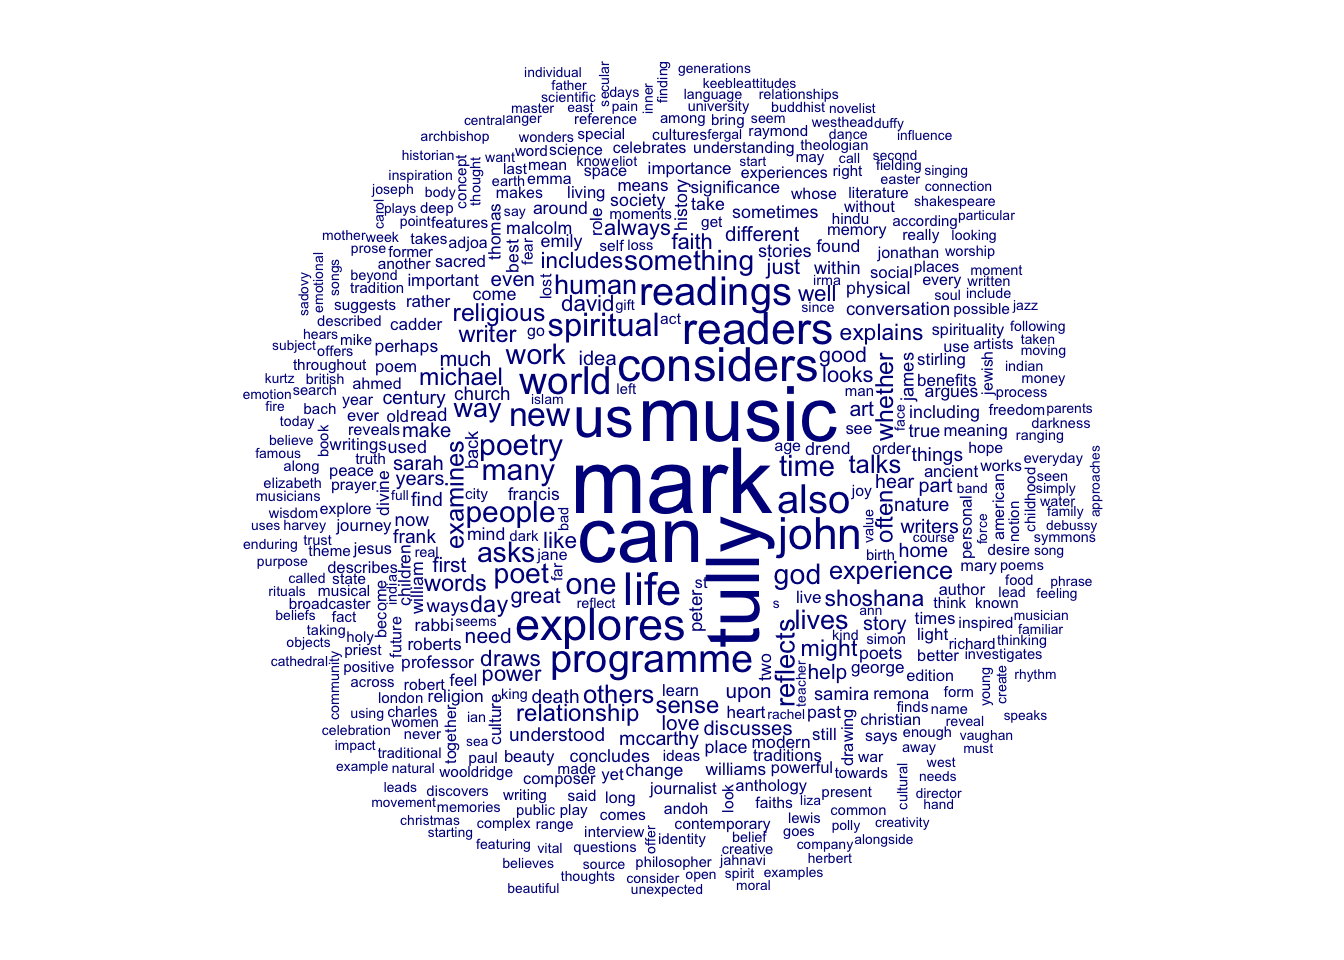 individual
generations
father
secular
inner
finding
keeble
attitudes
scientific
days
language
relationships
master
east
pain
university
buddhist
novelist
central
anger
reference
among
bring
seem
westhead
duffy
archbishop
wonders
special
cultures
fergal
raymond
dance
influence
historian
word
science
celebrates
understanding
theologian
want
last
mean
know
eliot
importance
start
may
call
second
inspiration
concept
thought
earth
emma
space
experiences
right
fielding
singing
joseph
body
makes
living
means
significance
whose
literature
easter
connection
carol
plays
deep
say
around
society
history
take
sometimes
without
shakespeare
point
features
thomas
malcolm
role
moments
always
get
hindu
memory
according
particular
mother
week
takes
adjoa
best
fear
emily
self
loss
faith
different
stories
found
really
looking
prose
former
another
sacred
includes
something
just
within
jonathan
worship
sadovy
emotional
songs
beyond
tradition
important
even
lost
human
readings
well
irma
social
places
moment
physical
every
written
suggests
rather
come
david
gift
since
soul
include
described
cadder
religious
writer
go
spiritual
act
readers
conversation
possible
jazz
explains
spirituality
following
hears
mike
perhaps
subject
offers
much
work
idea
considers
good
whether
use
artists
taken
moving
throughout
poem
michael
world
left
looks
james
stirling
jewish
indian
kurtz
british
ahmed
church
benefits
money
emotion
search
year
century
way
islam
new
us
music
man
art
face
argues
process
fire
bach
ever
old
read
including
freedom
parents
today
reveals
make
see
true
meaning
darkness
believe
book
writings
used
examines
back
poetry
age
drend
order
things
hope
ranging
famous
truth
along
peace
sarah
many
mark
time
talks
ancient
works
everyday
elizabeth
prayer
divine
years
hear
part
seen
approaches
musicians
full
find
city
francis
also
joy
often
nature
personal
band
american
childhood
simply
wisdom
explore
people
bad
value
water
uses
harvey
journey
now
mind
dark
can
tully
john
writers
force
notion
family
enduring
trust
frank
like
course
debussy
purpose
theme
jesus
real
asks
jane
birth
home
desire
song
symmons
describes
children
first
far
god
experience
mary
poems
called
state
william
words
poet
one
life
st
food
phrase
rituals
musical
india
great
live
shoshana
author
lead
feeling
broadcaster
become
ways
day
reflect
peter
s
think
known
beliefs
fact
future
rabbi
seems
explores
ann
lives
story
times
inspired
musician
taking
holy
roberts
need
reflects
kind
simon
light
familiar
objects
priest
might
poets
richard
thinking
cathedral
positive
professor
draws
programme
two
teacher
help
george
better
investigates
community
across
robert
feel
power
edition
rhythm
london
religion
king
death
others
learn
upon
samira
remona
form
young
create
using
charles
culture
sense
heart
rachel
past
finds
name
speaks
celebration
women
ian
relationship
love
christian
reveal
never
together
sea
understood
mccarthy
discusses
still
drawing
says
enough
vaughan
impact
place
modern
away
must
traditional
paul
beauty
concludes
ideas
traditions
war
example
natural
wooldridge
made
yet
change
williams
powerful
towards
cultural
west
needs
composer
leads
discovers
writing
said
long
journalist
look
anthology
present
director
movement
memories
public
play
comes
andoh
faiths
liza
common
hand
christmas
complex
range
contemporary
lewis
polly
creativity
starting
interview
offer
identity
belief
goes
alongside
featuring
vital
questions
creative
company
believes
source
philosopher
jahnavi
herbert
thoughts
consider
open
spirit
examples
beautiful
unexpected
moral